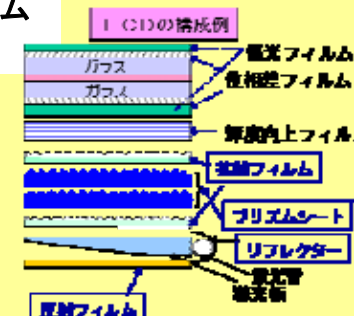 ム
LCDの構成例
偏光フィルム
ガラス
位相差フィルム
ガラス
輝度向上フィル
拡散フィルム
プリズムシート
リフレクター
蛍光管
導光板
反射フィルム